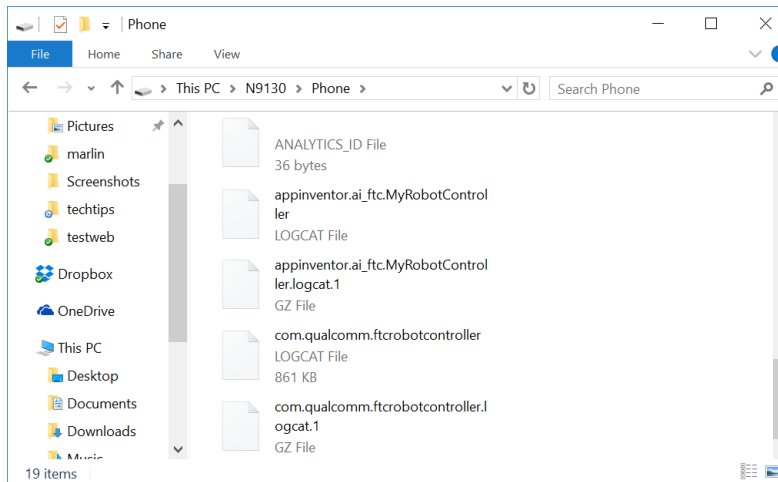 Phone
File
Home
Share
View
This PC
N9130
Phone
Search Phone
Pictures
marlin
Screenshots
techtips
testweb
Dropbox
OneDrive
This PC
Desktop
Documents
Downloads
Music
ANALYTICS_ID File
36 bytes
appinventor.ai_ftc.MyRobotControl
ler
LOGCAT File
appinventor.ai_ftc.MyRobotControl
ler.logcat.1
GZ File
com.qualcomm.ftcrobotcontroller
LOGCAT File
861 KB
com.qualcomm.ftcrobotcontroller.l
ogcat.1
GZ File
19 items